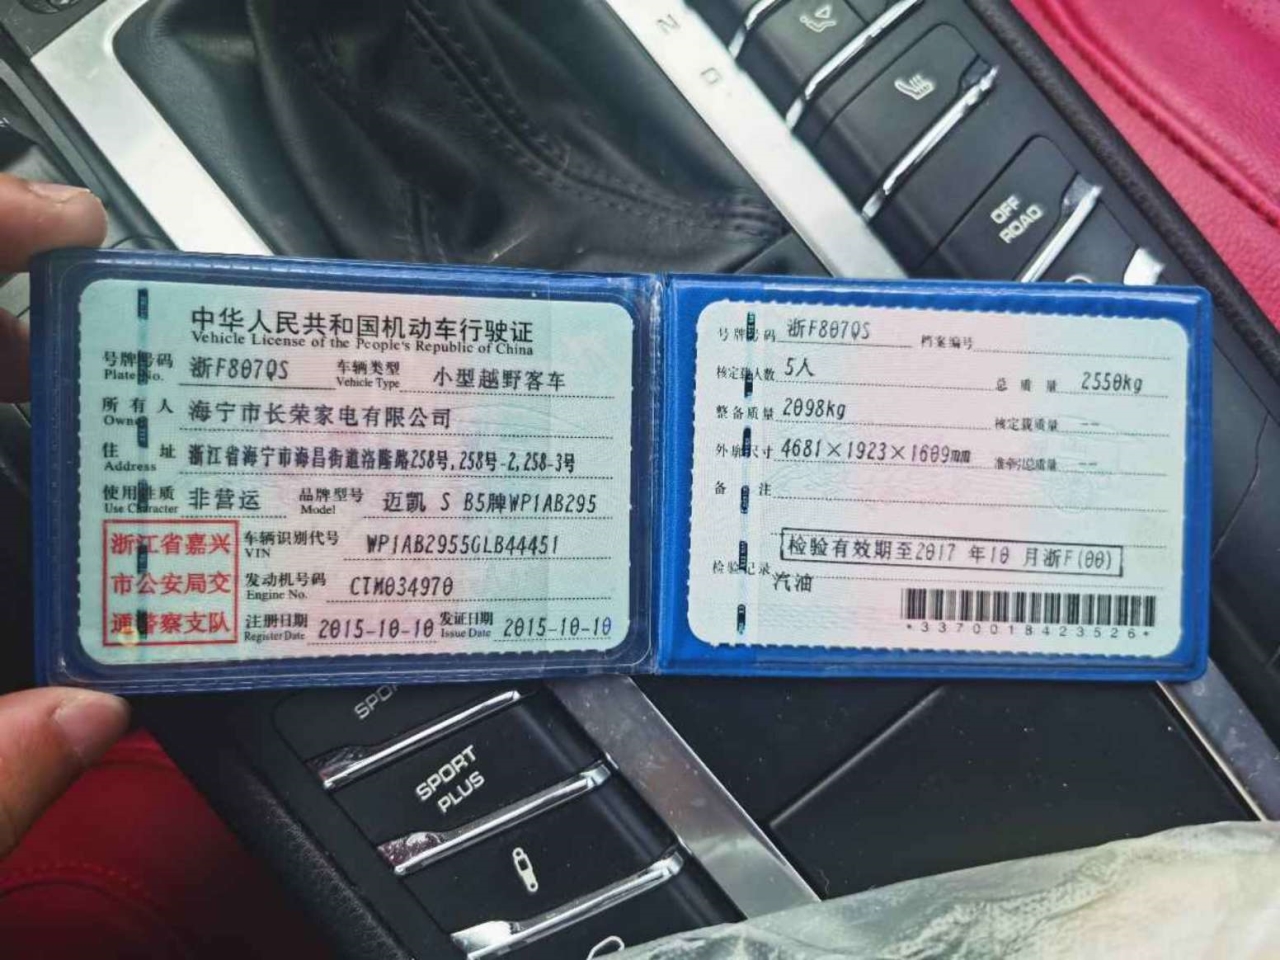 N
D
OFF
ROAD
中华人民共和国机动车行驶证
Vehicle License of the People's Republic of China
号牌号码 浙F807QS 车辆类型 小型越野客车
Plate No. Vehicle Type
所有人 海宁市长荣家电有限公司
Owner
住址 浙江省海宁市海昌街道洛隆路258号,258号-2,258-3号
Address
使用性质 非营运 品牌型号 迈凯 S B5牌WP1AB295
Use Character Model
浙江省嘉兴
市公安局交
通警察支队
车辆识别代号 WP1AB2955GLB44451
VIN
发动机号码 CTM034970
Engine No.
注册日期 2015-10-10 发证日期 2015-10-10
Register Date Issue Date
号牌号码 浙F807QS 档案编号
核定载人数 5人 总质量 2550kg
整备质量 2098kg 核定载质量 --
外廓尺寸 4681×1923×1609mm 准牵引总质量 --
备注
检验有效期至2017 年10 月浙F(00)
检验记录
汽油
*3370018423526*
SPORT
PLUS